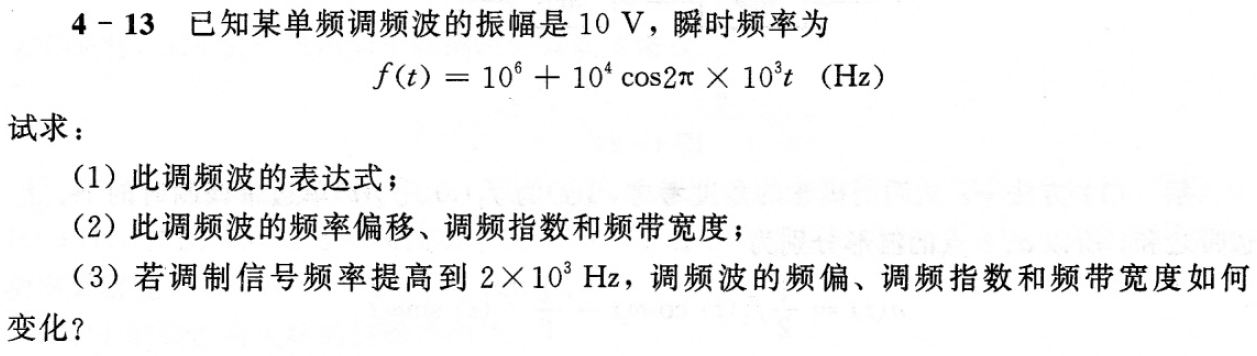 4-13 已知某单频调频波的振幅是 10 V，瞬时频率为
f(t) = 10⁶ + 10⁴ cos2π × 10³t (Hz)
试求：
（1）此调频波的表达式；
（2）此调频波的频率偏移、调频指数和频带宽度；
（3）若调制信号频率提高到 2×10³ Hz，调频波的频偏、调频指数和频带宽度如何
变化？